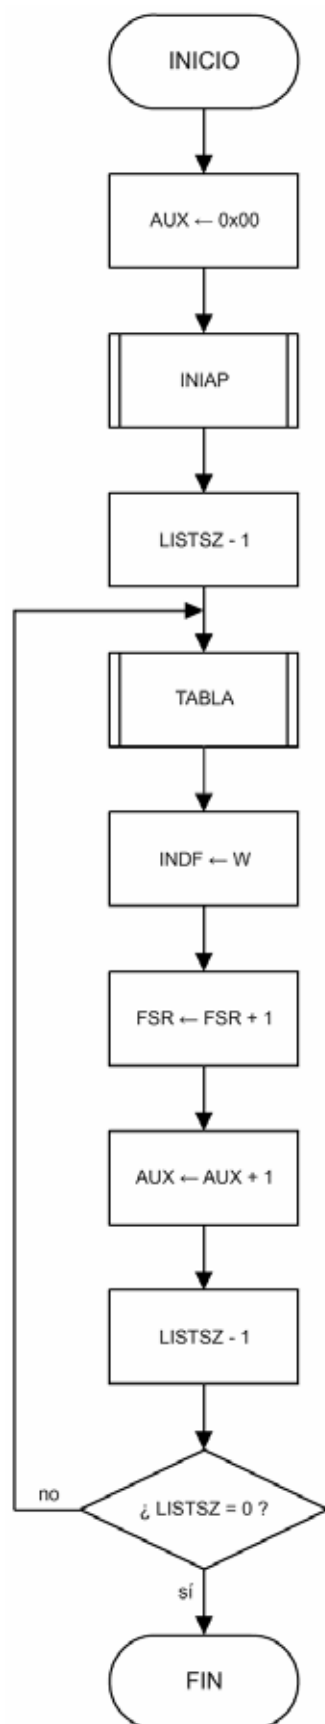 INICIO
AUX ← 0x00
INIAP
LISTSZ - 1
TABLA
INDF ← W
FSR ← FSR + 1
AUX ← AUX + 1
LISTSZ - 1
no
¿ LISTSZ = 0 ?
sí
FIN